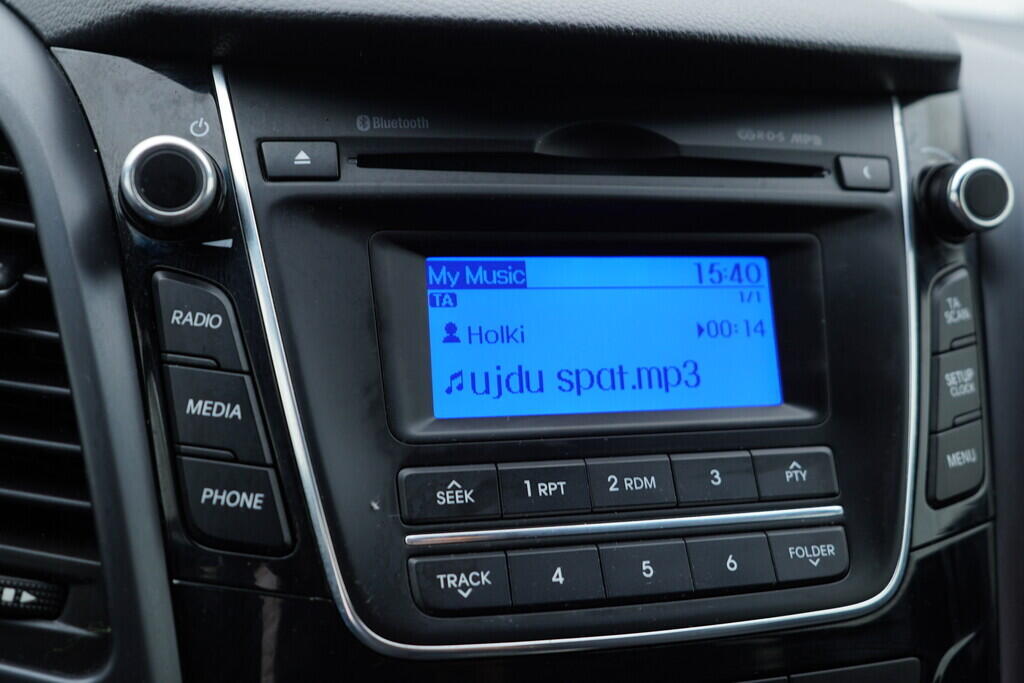 Bluetooth
My Music 15:40
TA 1/1
Holki 00:14
ujdu spat.mp3
RADIO
MEDIA
PHONE
SEEK 1 RPT 2 RDM 3 PTY
TRACK 4 5 6 FOLDER
TA
SCAN
SETUP
CLOCK
MENU